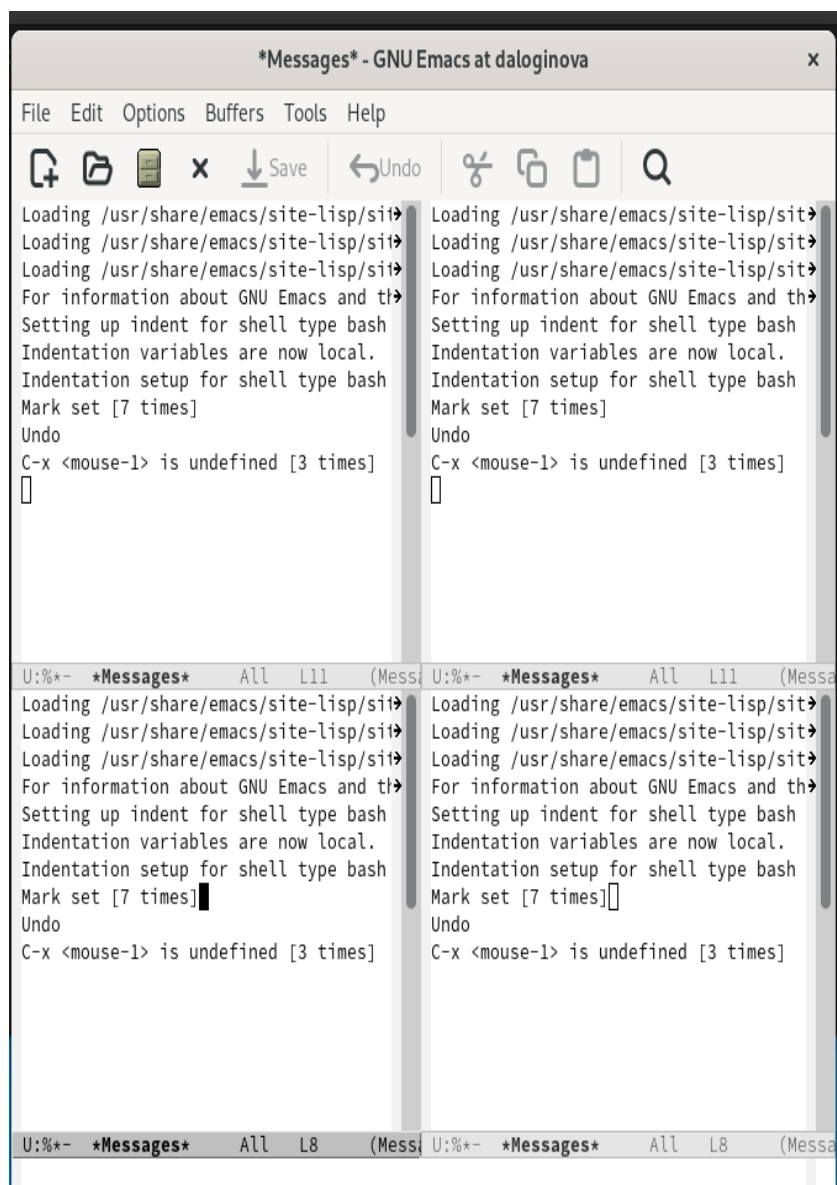 *Messages* - GNU Emacs at daloginova
File Edit Options Buffers Tools Help
Save Undo
Loading /usr/share/emacs/site-lisp/sit
Loading /usr/share/emacs/site-lisp/sit
Loading /usr/share/emacs/site-lisp/sit
For information about GNU Emacs and th
Setting up indent for shell type bash
Indentation variables are now local.
Indentation setup for shell type bash
Mark set [7 times]
Undo
C-x <mouse-1> is undefined [3 times]
U:%*- *Messages* All L11 (Messa
Loading /usr/share/emacs/site-lisp/sit
Loading /usr/share/emacs/site-lisp/sit
Loading /usr/share/emacs/site-lisp/sit
For information about GNU Emacs and th
Setting up indent for shell type bash
Indentation variables are now local.
Indentation setup for shell type bash
Mark set [7 times]
Undo
C-x <mouse-1> is undefined [3 times]
U:%*- *Messages* All L11 (Messa
Loading /usr/share/emacs/site-lisp/sit
Loading /usr/share/emacs/site-lisp/sit
Loading /usr/share/emacs/site-lisp/sit
For information about GNU Emacs and th
Setting up indent for shell type bash
Indentation variables are now local.
Indentation setup for shell type bash
Mark set [7 times]
Undo
C-x <mouse-1> is undefined [3 times]
U:%*- *Messages* All L8 (Messa
Loading /usr/share/emacs/site-lisp/sit
Loading /usr/share/emacs/site-lisp/sit
Loading /usr/share/emacs/site-lisp/sit
For information about GNU Emacs and th
Setting up indent for shell type bash
Indentation variables are now local.
Indentation setup for shell type bash
Mark set [7 times]
Undo
C-x <mouse-1> is undefined [3 times]
U:%*- *Messages* All L8 (Messa